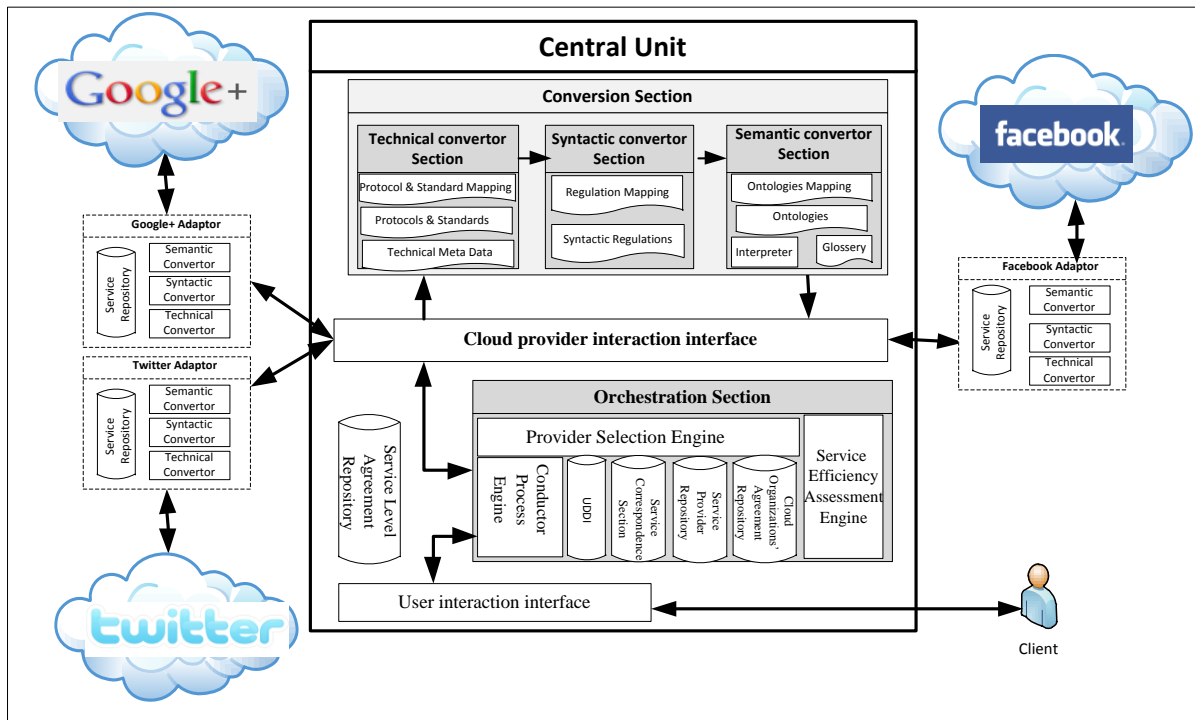 Central Unit
Google+
facebook
Conversion Section
Technical convertor
Section
Protocol & Standard Mapping
Protocols & Standards
Technical Meta Data
Syntactic convertor
Section
Regulation Mapping
Syntactic Regulations
Semantic convertor
Section
Ontologies Mapping
Ontologies
Interpreter
Glossery
Google+ Adaptor
Service
Repository
Semantic
Convertor
Syntactic
Convertor
Technical
Convertor
Facebook Adaptor
Service
Repository
Semantic
Convertor
Syntactic
Convertor
Technical
Convertor
Cloud provider interaction interface
Twitter Adaptor
Service
Repository
Semantic
Convertor
Syntactic
Convertor
Technical
Convertor
Service Level
Agreement
Repository
Orchestration Section
Provider Selection Engine
Conductor
Process
Engine
UDDI
Service
Correspondence
Section
Service
Provider
Repository
Cloud
Organizations’
Agreement
Repository
Service
Efficiency
Assessment
Engine
User interaction interface
twitter
Client